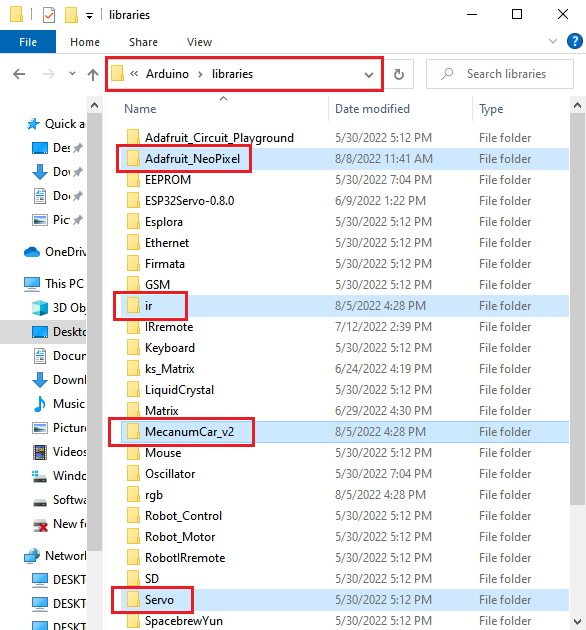 libraries
File Home Share View
« Arduino › libraries Search libraries
Name Date modified Type
Quick a
Des
Dov
Doc
Pict
OneDriv
This PC
3D Obj
Deskto
Docum
Downl
Music
Picture
Videos
Windo
Softwa
New fo
Network
DESKT
DESKT
DESKT
Adafruit_Circuit_Playground 5/30/2022 5:12 PM File folder
Adafruit_NeoPixel 8/8/2022 11:41 AM File folder
EEPROM 5/30/2022 7:04 PM File folder
ESP32Servo-0.8.0 6/9/2022 1:22 PM File folder
Esplora 5/30/2022 5:12 PM File folder
Ethernet 5/30/2022 5:12 PM File folder
Firmata 5/30/2022 5:12 PM File folder
GSM 5/30/2022 5:12 PM File folder
ir 8/5/2022 4:28 PM File folder
IRremote 7/12/2022 2:39 PM File folder
Keyboard 5/30/2022 5:12 PM File folder
ks_Matrix 6/24/2022 4:19 PM File folder
LiquidCrystal 5/30/2022 5:12 PM File folder
Matrix 6/29/2022 4:30 PM File folder
MecanumCar_v2 8/5/2022 4:28 PM File folder
Mouse 5/30/2022 5:12 PM File folder
Oscillator 5/30/2022 7:04 PM File folder
rgb 8/5/2022 4:28 PM File folder
Robot_Control 5/30/2022 5:12 PM File folder
Robot_Motor 5/30/2022 5:12 PM File folder
RobotIRremote 5/30/2022 5:12 PM File folder
SD 5/30/2022 5:12 PM File folder
Servo 5/30/2022 5:12 PM File folder
SpacebrewYun 5/30/2022 5:12 PM File folder